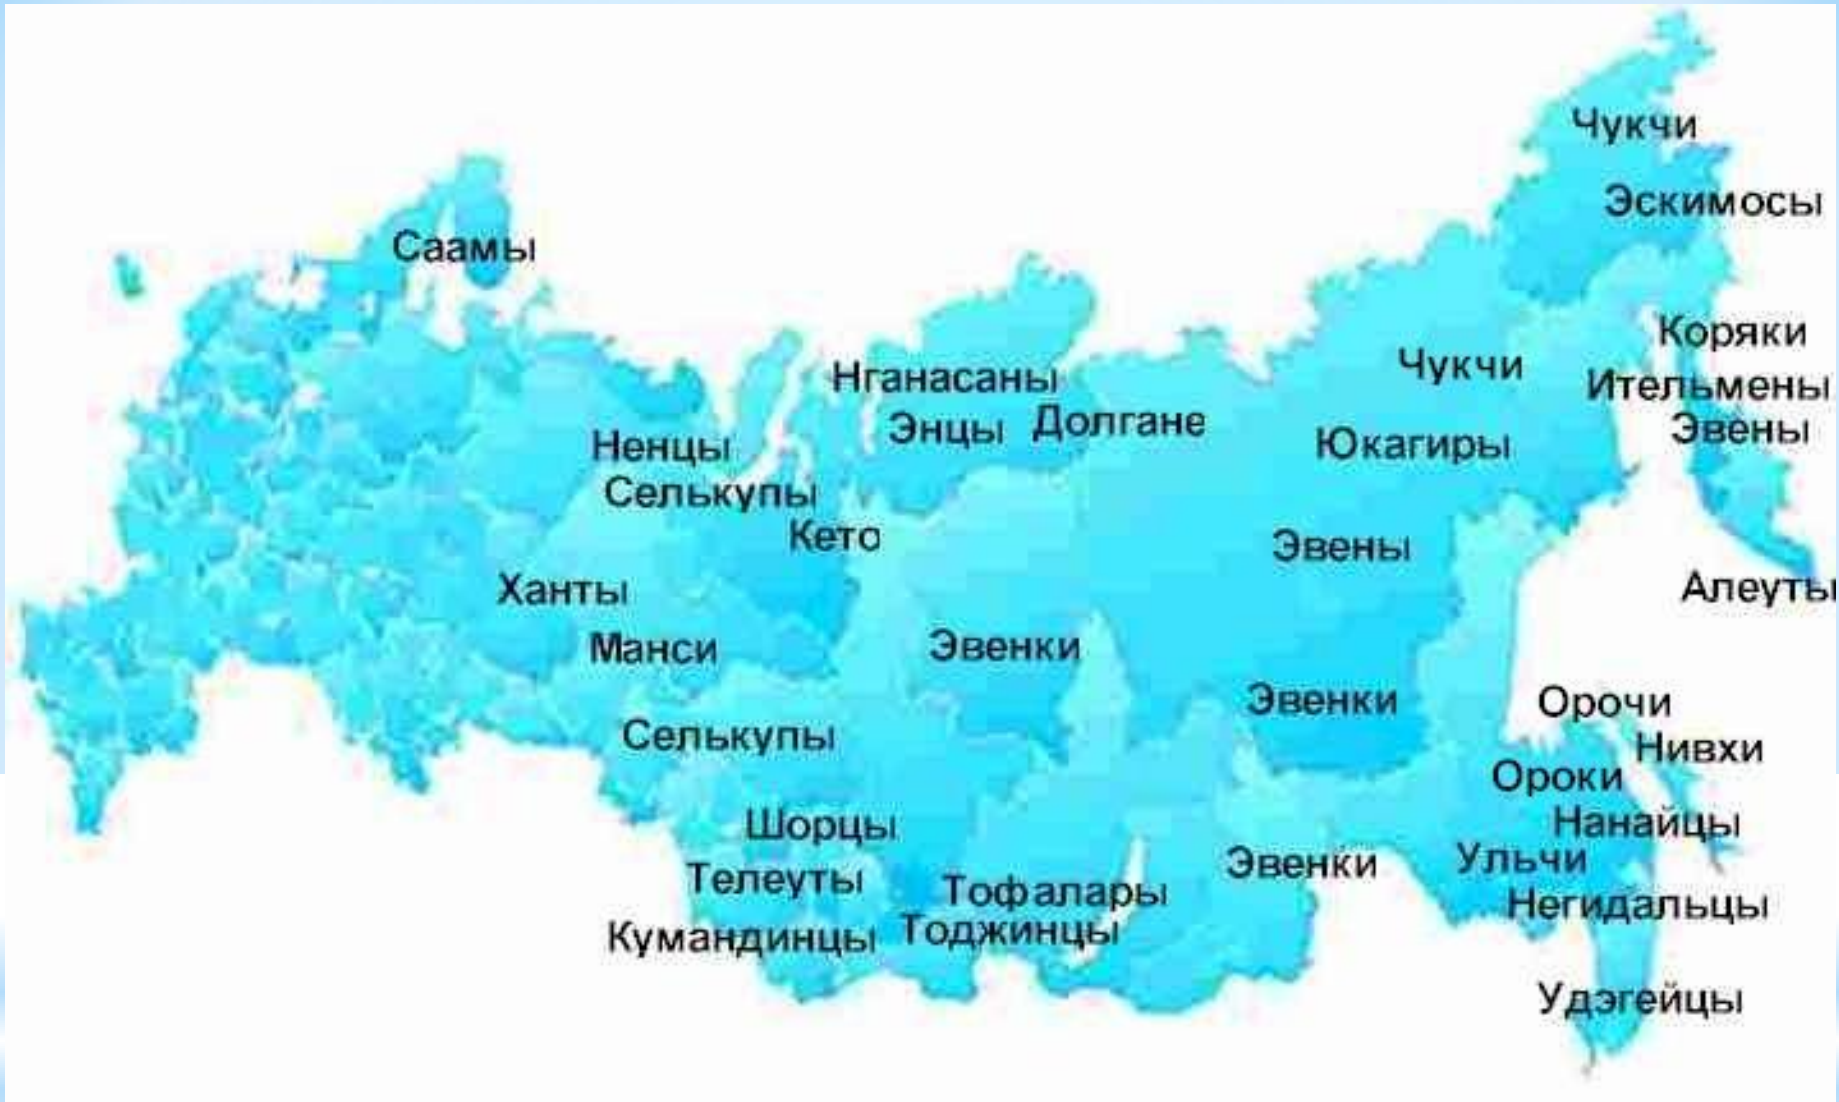 Чукчи
Эскимосы
Саамы
Коряки
Чукчи
Нганасаны
Ительмены
Энцы
Долгане
Эвены
Ненцы
Юкагиры
Селькупы
Кето
Эвены
Ханты
Алеуты
Манси
Эвенки
Эвенки
Орочи
Селькупы
Нивхи
Ороки
Шорцы
Нанайцы
Эвенки
Ульчи
Телеуты
Тофалары
Негидальцы
Кумандинцы
Тоджинцы
Удэгейцы